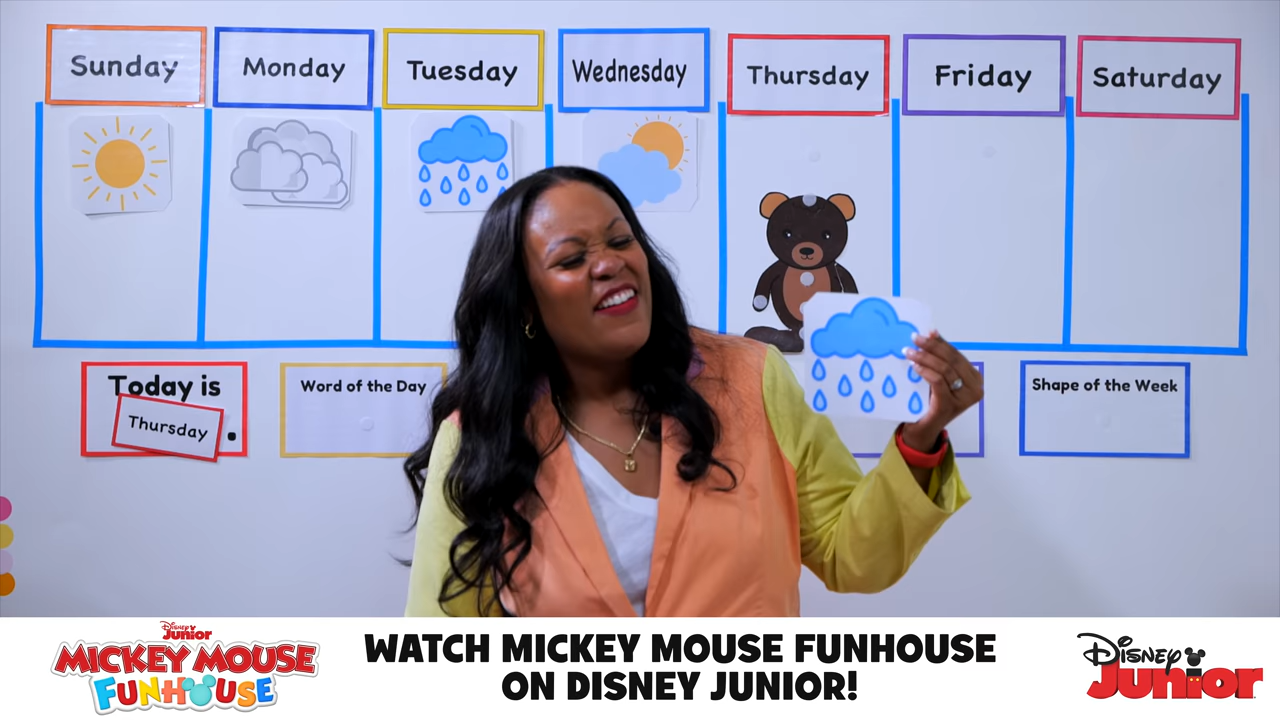 Sunday
Monday
Tuesday
Wednesday
Thursday
Friday
Saturday
Today is
Thursday
.
Word of the Day
Shape of the Week
Disney Junior
MICKEY MOUSE
FUNHOUSE
WATCH MICKEY MOUSE FUNHOUSE
ON DISNEY JUNIOR!
Disney
Junior